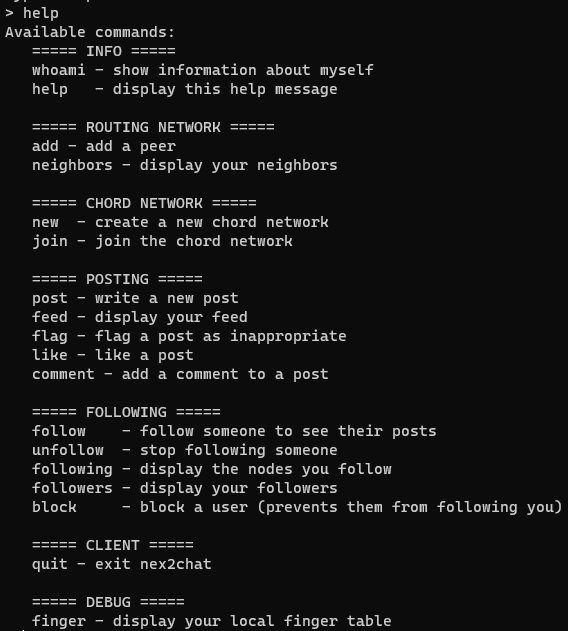 > help
Available commands:
===== INFO =====
whoami - show information about myself
help - display this help message
===== ROUTING NETWORK =====
add - add a peer
neighbors - display your neighbors
===== CHORD NETWORK =====
new - create a new chord network
join - join the chord network
===== POSTING =====
post - write a new post
feed - display your feed
flag - flag a post as inappropriate
like - like a post
comment - add a comment to a post
===== FOLLOWING =====
follow - follow someone to see their posts
unfollow - stop following someone
following - display the nodes you follow
followers - display your followers
block - block a user (prevents them from following you)
===== CLIENT =====
quit - exit nex2chat
===== DEBUG =====
finger - display your local finger table